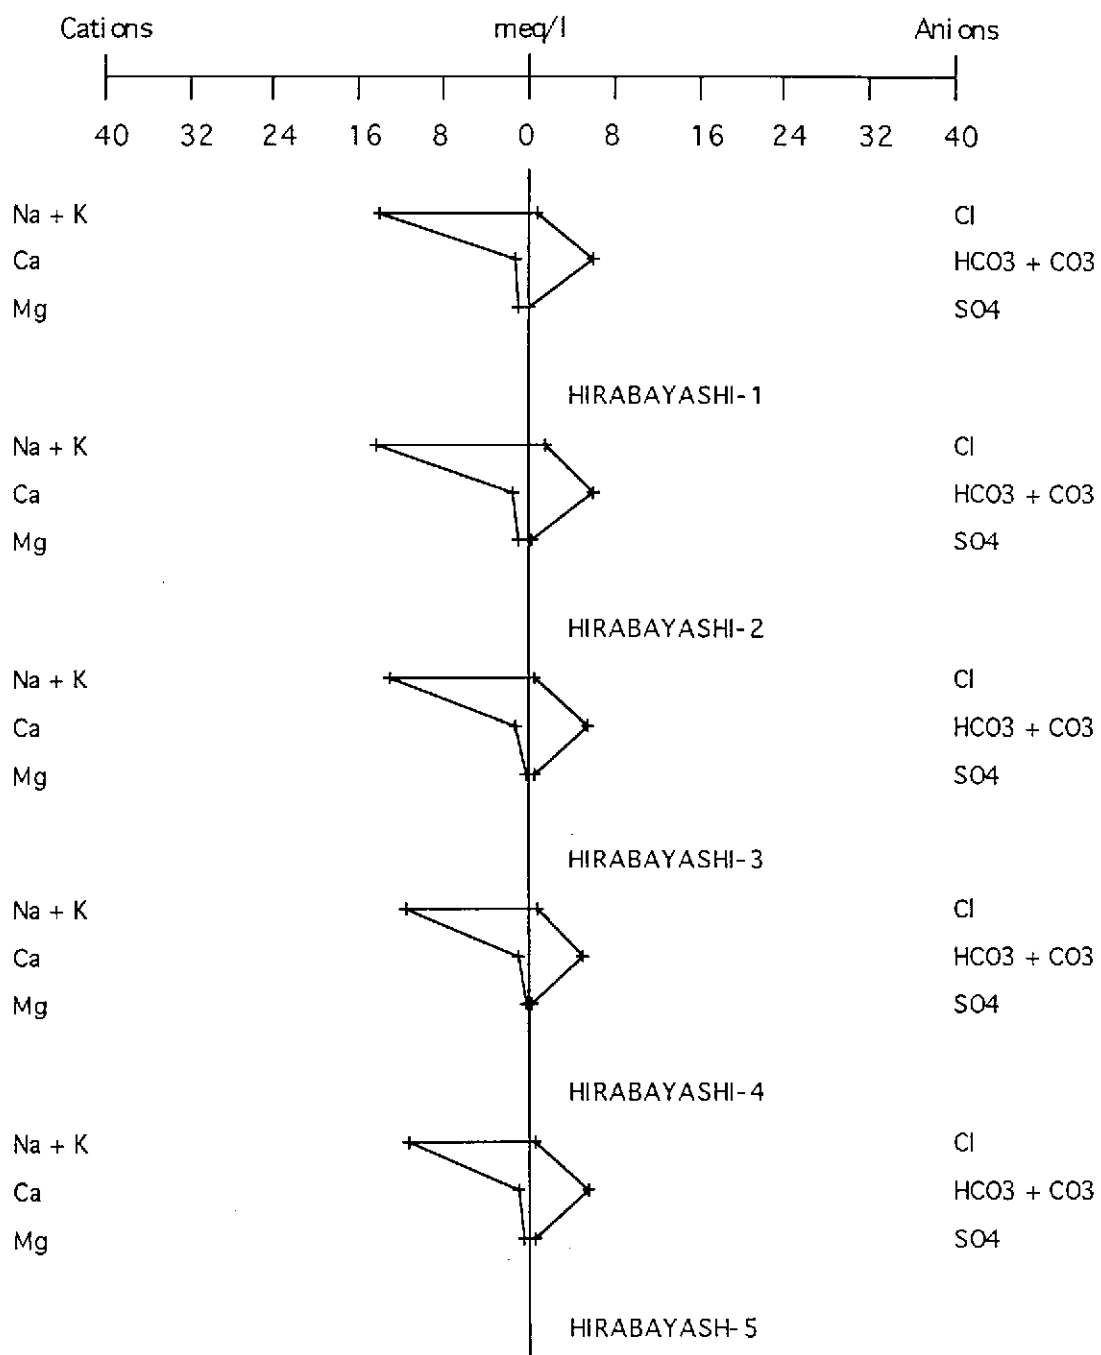 Cations meq/l Anions
40 32 24 16 8 0 8 16 24 32 40
Na + K Cl
Ca HCO3 + CO3
Mg SO4
HIRABAYASHI-1
Na + K Cl
Ca HCO3 + CO3
Mg SO4
HIRABAYASHI-2
Na + K Cl
Ca HCO3 + CO3
Mg SO4
HIRABAYASHI-3
Na + K Cl
Ca HCO3 + CO3
Mg SO4
HIRABAYASHI-4
Na + K Cl
Ca HCO3 + CO3
Mg SO4
HIRABAYASH-5